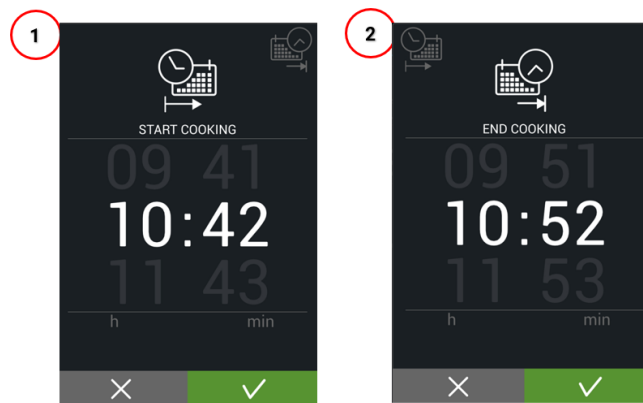 1
START COOKING
09 41
10:42
11 43
h min
2
END COOKING
09 51
10:52
11 53
h min